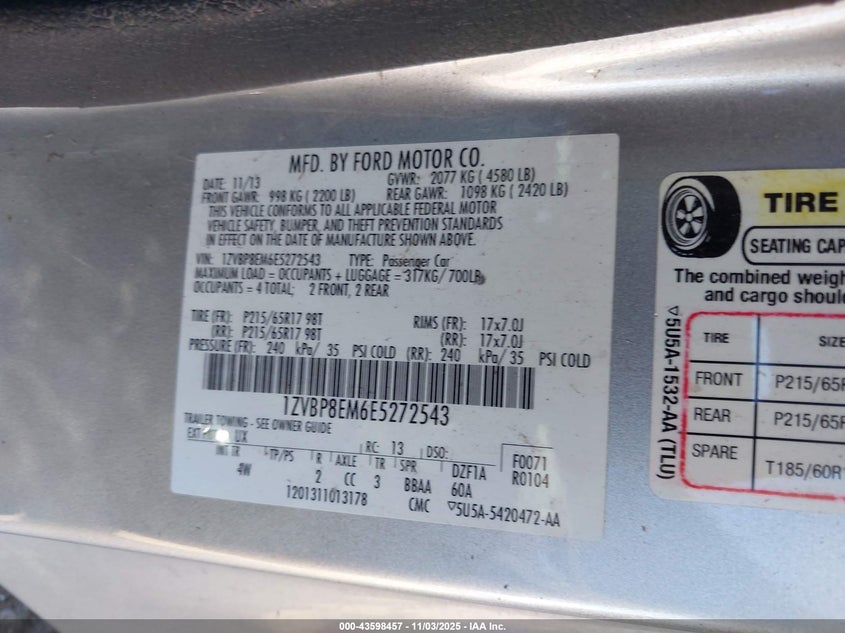 MFD. BY FORD MOTOR CO.
DATE: 11/13 GVWR: 2077 KG ( 4580 LB)
FRONT GAWR: 998 KG ( 2200 LB) REAR GAWR: 1098 KG ( 2420 LB)
THIS VEHICLE CONFORMS TO ALL APPLICABLE FEDERAL MOTOR
VEHICLE SAFETY, BUMPER, AND THEFT PREVENTION STANDARDS
IN EFFECT ON THE DATE OF MANUFACTURE SHOWN ABOVE.
VIN: 1ZVBP8EM6E5272543 TYPE: Passenger Car
MAXIMUM LOAD = OCCUPANTS + LUGGAGE = 317KG/ 700LB
OCCUPANTS = 4 TOTAL; 2 FRONT, 2 REAR
TIRE (FR): P215/65R17 98T RIMS (FR): 17x7.0J
(RR): P215/65R17 98T (RR): 17x7.0J
PRESSURE (FR): 240 kPa/ 35 PSI COLD (RR): 240 kPa/ 35 PSI COLD
1ZVBP8EM6E5272543
TRAILER TOWING - SEE OWNER GUIDE
EXT UX RC: 13 DSO: F0071
INT TR TP/PS R AXLE TR SPR DZF1A R0104
4W 2 CC 3 BBAA 60A
1201311013178 CMC ▽5U5A-5420472-AA
TIRE
SEATING CAP
The combined weigh
and cargo shou
TIRE SIZE
FRONT P215/65
REAR P215/65
SPARE T185/60R
▽5U5A-1532-AA (TLU)
000-43598457 - 11/03/2025 - IAA Corp.